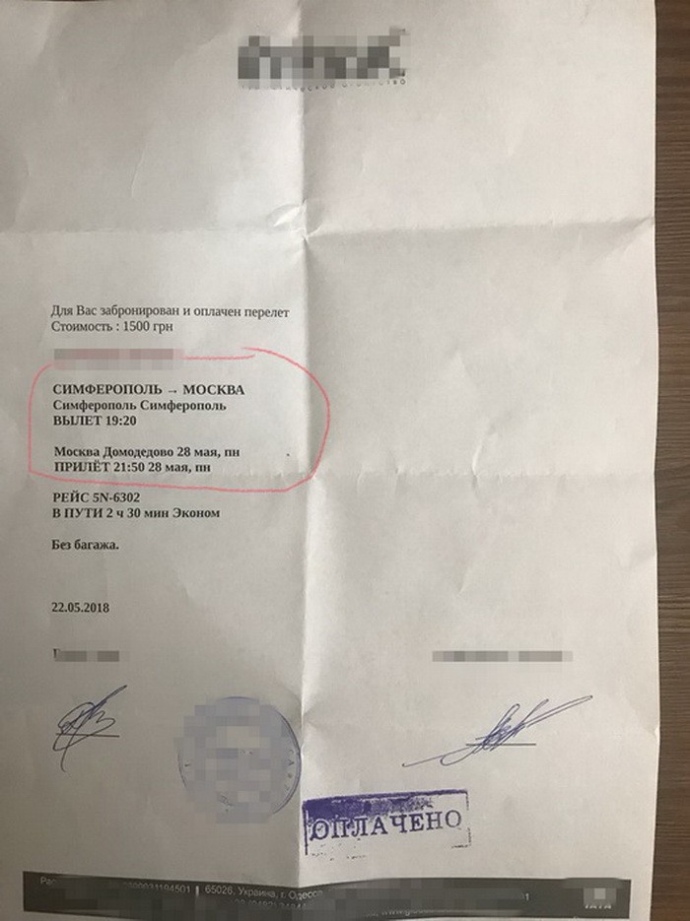 Для Вас забронирован и оплачен перелет
Стоимость : 1500 грн
СИМФЕРОПОЛЬ → МОСКВА
Симферополь Симферополь
ВЫЛЕТ 19:20
Москва Домодедово 28 мая, пн
ПРИЛЁТ 21:50 28 мая, пн
РЕЙС 5N-6302
В ПУТИ 2 ч 30 мин Эконом
Без багажа.
22.05.2018
ОПЛАЧЕНО
65026, Украина, г. Одесса